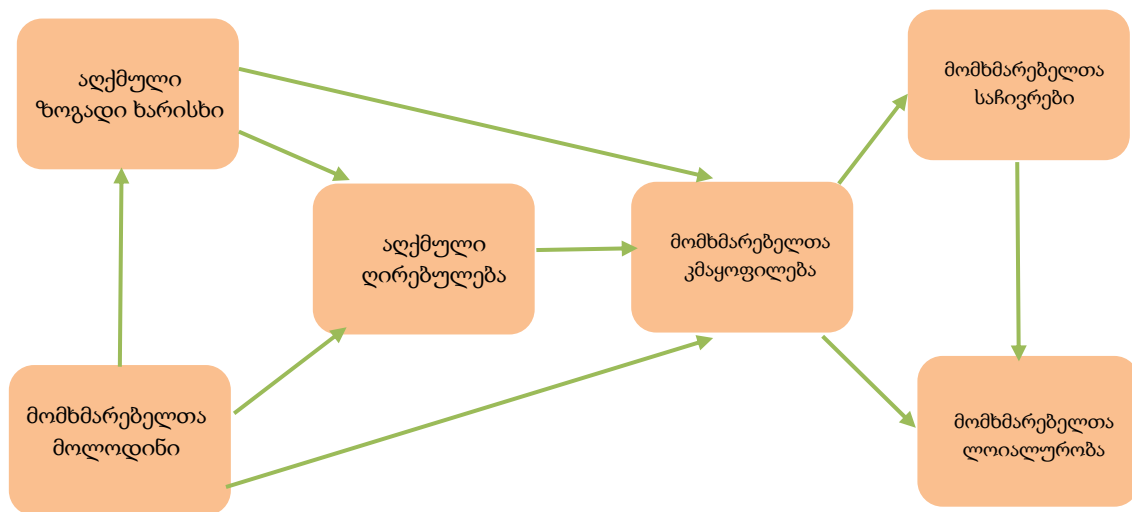 აღქმული
ზოგადი ხარისხი
მომხმარებელთა
საჩივრები
აღქმული
ღირებულება
მომხმარებელთა
კმაყოფილება
მომხმარებელთა
მოლოდინი
მომხმარებელთა
ლოიალურობა